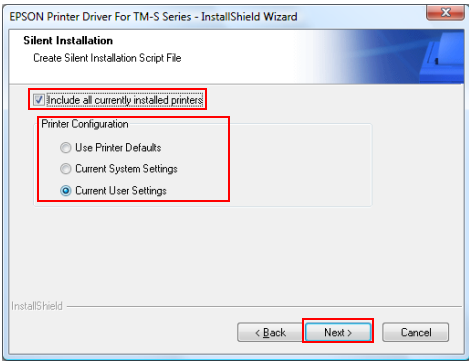 EPSON Printer Driver For TM-S Series - InstallShield Wizard
Silent Installation
Create Silent Installation Script File
Include all currently installed printers
Printer Configuration
Use Printer Defaults
Current System Settings
Current User Settings
InstallShield
< Back
Next >
Cancel